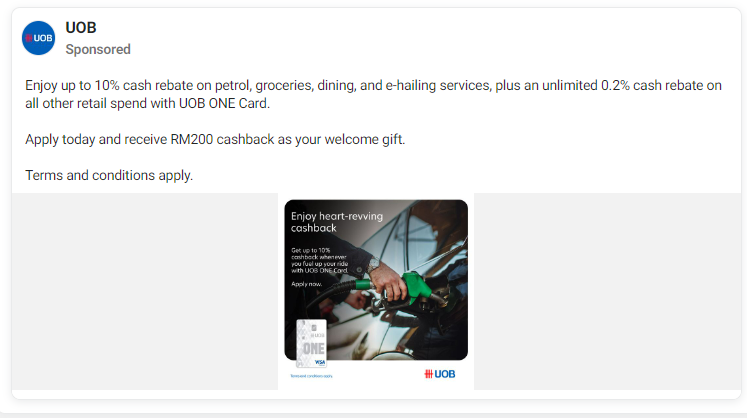 UOB
UOB
Sponsored
Enjoy up to 10% cash rebate on petrol, groceries, dining, and e-hailing services, plus an unlimited 0.2% cash rebate on
all other retail spend with UOB ONE Card.
Apply today and receive RM200 cashback as your welcome gift.
Terms and conditions apply.
Enjoy heart-revving
cashback
Get up to 10%
cashback whenever
you fuel up your ride
with UOB ONE Card.
Apply now.
UOB
ONE
VISA
Terms and conditions apply.
UOB